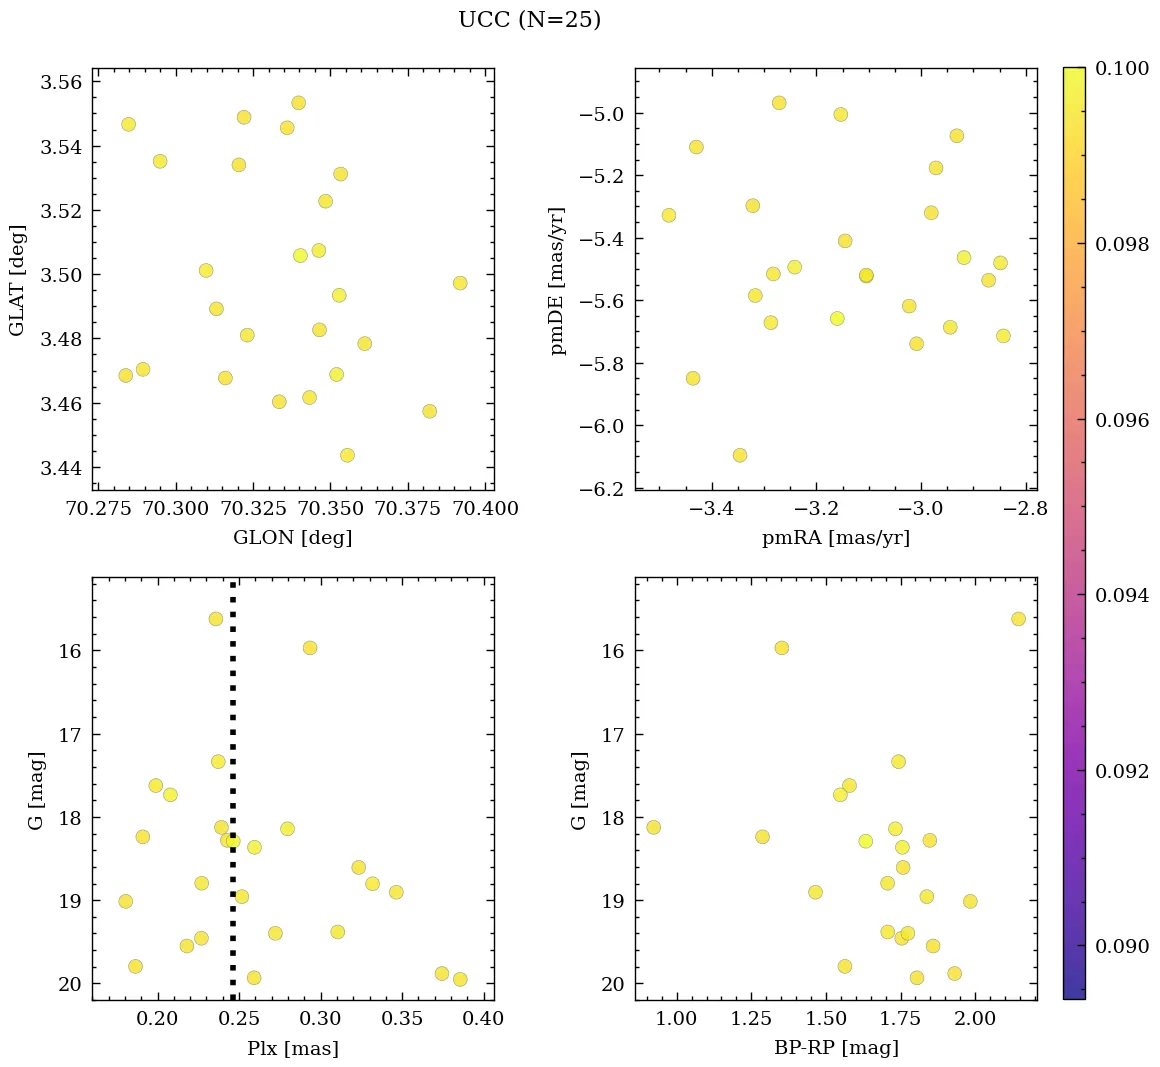 UCC (N=25)
3.56
3.54
3.52
3.50
3.48
3.46
3.44
GLAT [deg]
70.275 70.300 70.325 70.350 70.375 70.400
GLON [deg]
−5.0
−5.2
−5.4
−5.6
−5.8
−6.0
−6.2
pmDE [mas/yr]
−3.4 −3.2 −3.0 −2.8
pmRA [mas/yr]
0.100
0.098
0.096
0.094
0.092
0.090
16
17
18
19
20
G [mag]
0.20 0.25 0.30 0.35 0.40
Plx [mas]
16
17
18
19
20
G [mag]
1.00 1.25 1.50 1.75 2.00
BP-RP [mag]